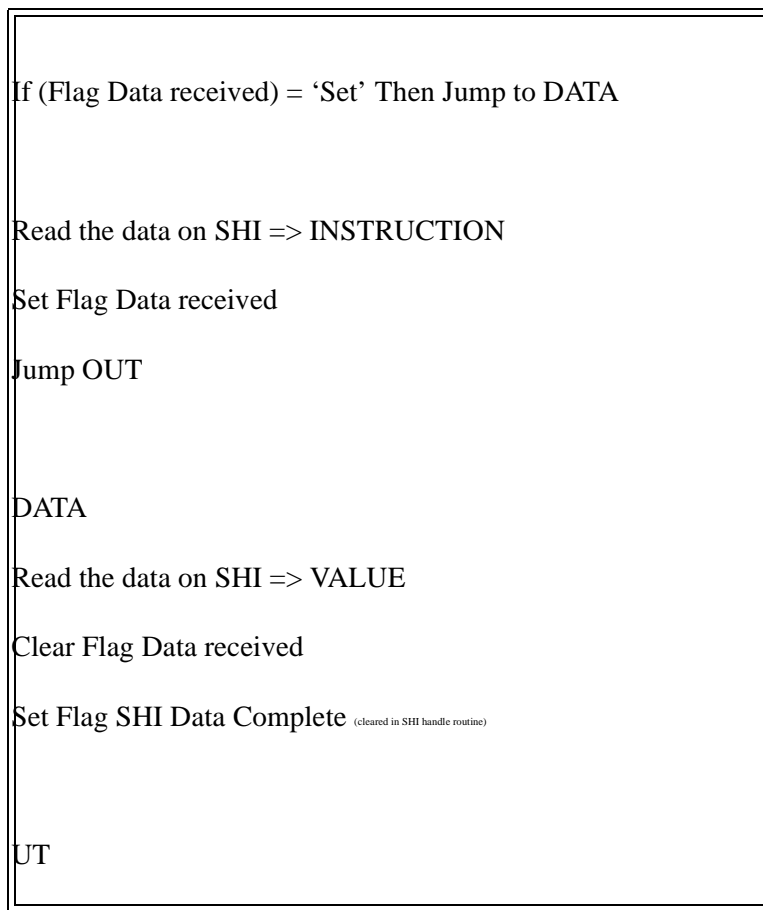 If (Flag Data received) = ‘Set’ Then Jump to DATA
Read the data on SHI => INSTRUCTION
Set Flag Data received
Jump OUT
DATA
Read the data on SHI => VALUE
Clear Flag Data received
Set Flag SHI Data Complete (cleared in SHI handle routine)
UT